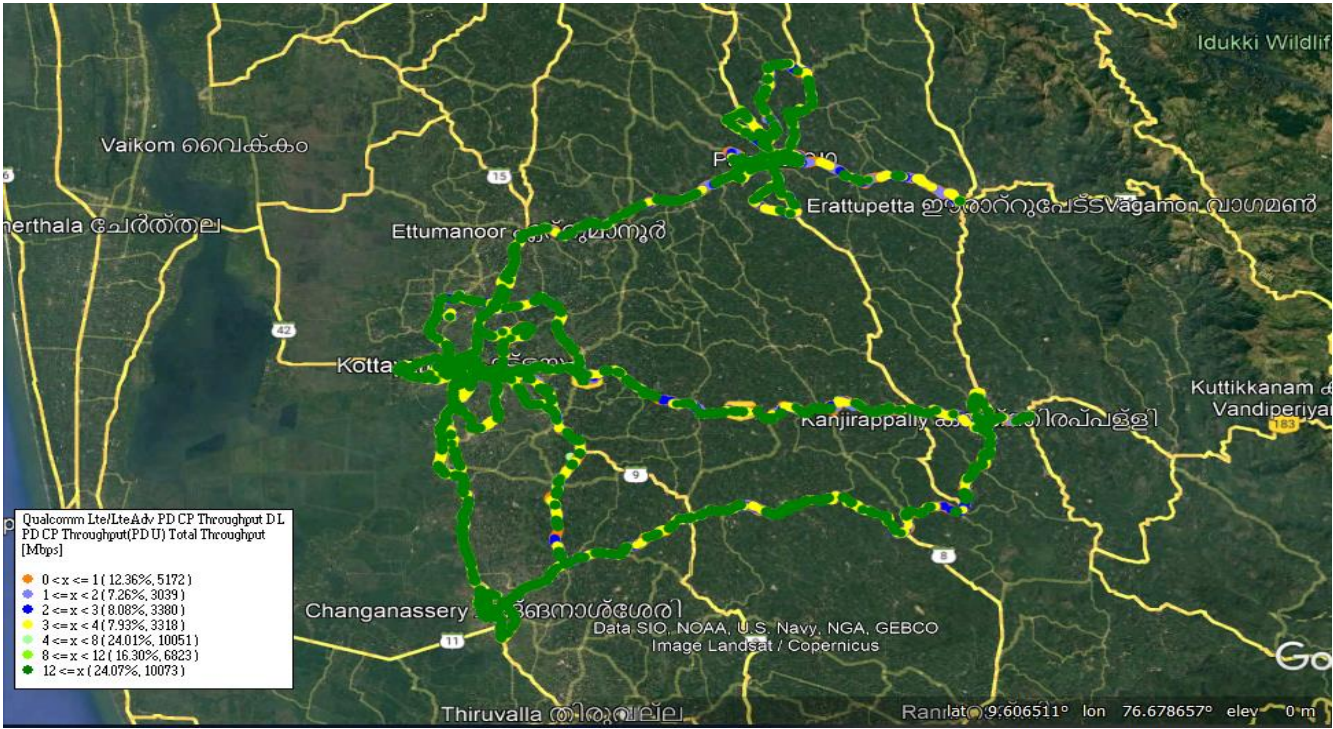 Idukki Wildlif
Vaikom വൈക്കം
15
Erattupetta ഈരാറ്റുപേട്ട
Vagamon വാഗമൺ
ചേർത്തല
Ettumanoor
42
Kuttikkanam
Vandiperiya
Kanjirappally
183
9
8
Qualcomm Lte/LteAdv PDCP Throughput DL
PDCP Throughput(PDU) Total Throughput
[Mbps]
0 < x <= 1 ( 12.36%, 5172 )
1 <=x < 2 ( 7.26%, 3039 )
2 <=x < 3 ( 8.08%, 3380 )
3 <=x < 4 ( 7.93%, 3318 )
4 <=x < 8 ( 24.01%, 10051 )
8 <=x < 12 ( 16.30%, 6823 )
12 <=x ( 24.07%, 10073 )
Changanassery
11
Data SIO, NOAA, U.S. Navy, NGA, GEBCO
Image Landsat / Copernicus
Go
Thiruvalla തിരുവല്ല
lat 9.606511° lon 76.678657° elev 0 m